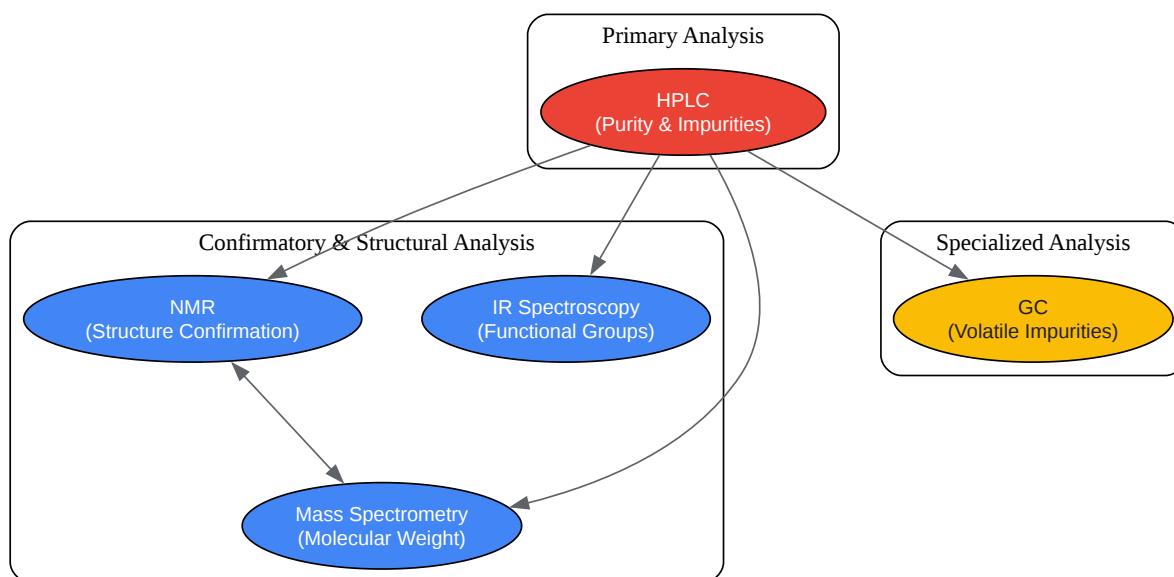 Primary Analysis
HPLC
(Purity & Impurities)
Confirmatory & Structural Analysis
Specialized Analysis
NMR
(Structure Confirmation)
IR Spectroscopy
(Functional Groups)
GC
(Volatile Impurities)
Mass Spectrometry
(Molecular Weight)